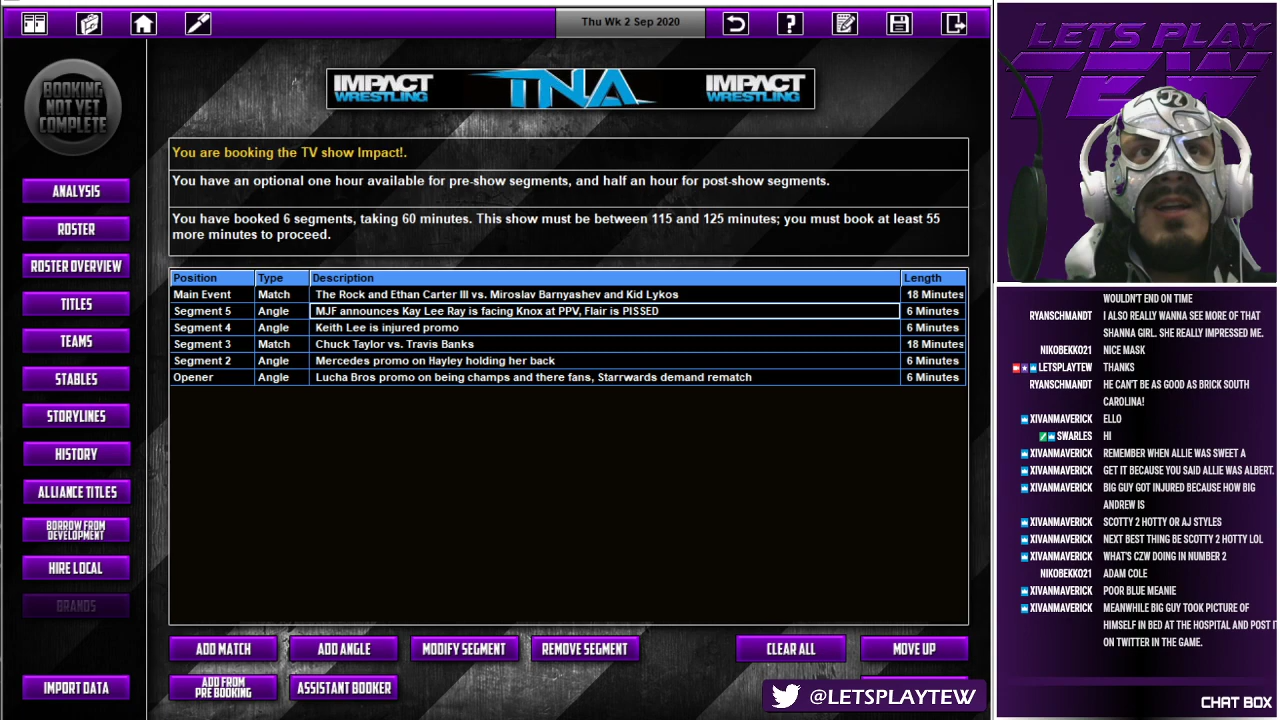 Thu Wk 2 Sep 2020
LETS PLAY
TEW
BOOKING
NOT YET
COMPLETE
IMPACT
WRESTLING
TNA
IMPACT
WRESTLING
You are booking the TV show Impact!.
You have an optional one hour available for pre-show segments, and half an hour for post-show segments.
You have booked 6 segments, taking 60 minutes. This show must be between 115 and 125 minutes; you must book at least 55
more minutes to proceed.
ANALYSIS
ROSTER
ROSTER OVERVIEW
TITLES
TEAMS
STABLES
STORYLINES
HISTORY
ALLIANCE TITLES
BORROW FROM
DEVELOPMENT
HIRE LOCAL
BRANDS
IMPORT DATA
Position Type Description Length
Main Event Match The Rock and Ethan Carter III vs. Miroslav Barnyashev and Kid Lykos 18 Minutes
Segment 5 Angle MJF announces Kay Lee Ray is facing Knox at PPV, Flair is PISSED 6 Minutes
Segment 4 Angle Keith Lee is injured promo 6 Minutes
Segment 3 Match Chuck Taylor vs. Travis Banks 18 Minutes
Segment 2 Angle Mercedes promo on Hayley holding her back 6 Minutes
Opener Angle Lucha Bros promo on being champs and there fans, Starrwards demand rematch 6 Minutes
ADD MATCH
ADD ANGLE
MODIFY SEGMENT
REMOVE SEGMENT
CLEAR ALL
MOVE UP
ADD FROM
PRE BOOKING
ASSISTANT BOOKER
@LETSPLAYTEW
WOULDN'T END ON TIME
RYANSCHMANDT I ALSO REALLY WANNA SEE MORE OF THAT
SHANNA GIRL. SHE REALLY IMPRESSED ME.
NIKOBEKKO21 NICE MASK
LETSPLAYTEW THANKS
RYANSCHMANDT HE CAN'T BE AS GOOD AS BRICK SOUTH
CAROLINA!
XIVANMAVERICK ELLO
SWARLES HI
XIVANMAVERICK REMEMBER WHEN ALLIE WAS SWEET A
XIVANMAVERICK GET IT BECAUSE YOU SAID ALLIE WAS ALBERT.
XIVANMAVERICK BIG GUY GOT INJURED BECAUSE HOW BIG
ANDREW IS
XIVANMAVERICK SCOTTY 2 HOTTY OR AJ STYLES
XIVANMAVERICK NEXT BEST THING BE SCOTTY 2 HOTTY LOL
XIVANMAVERICK WHAT'S CZW DOING IN NUMBER 2
NIKOBEKKO21 ADAM COLE
XIVANMAVERICK POOR BLUE MEANIE
XIVANMAVERICK MEANWHILE BIG GUY TOOK PICTURE OF
HIMSELF IN BED AT THE HOSPITAL AND POST IT
ON TWITTER IN THE GAME.
CHAT BOX